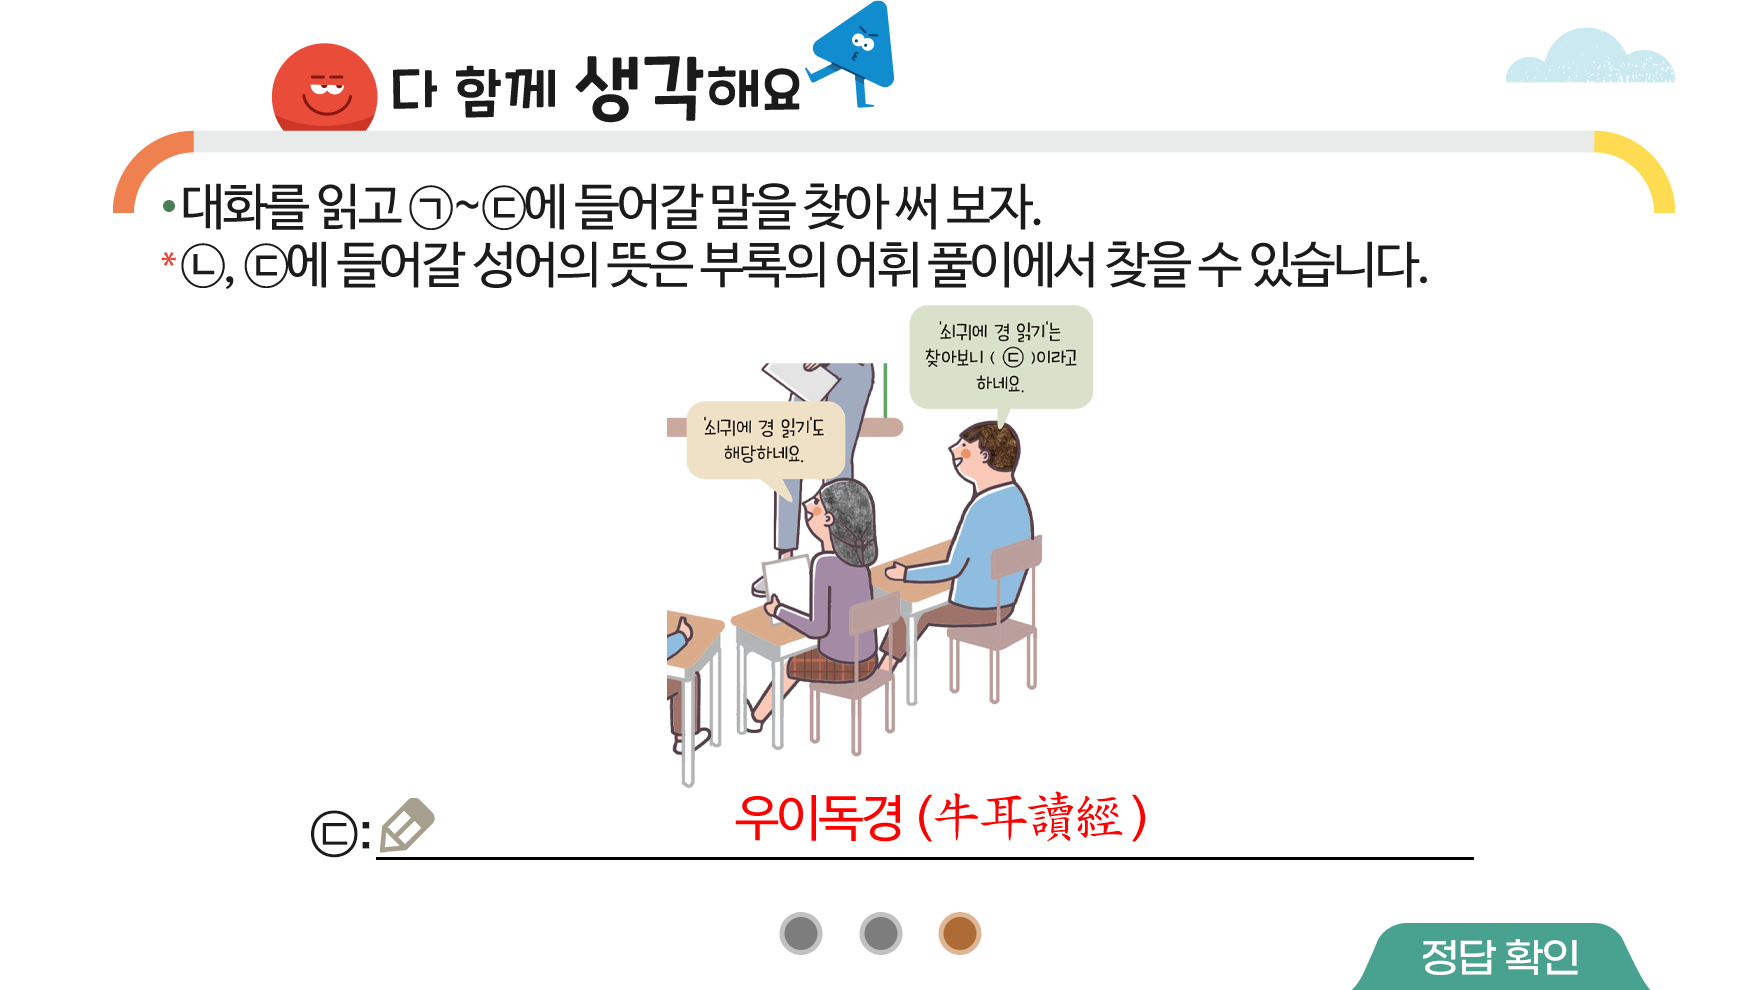 다 함께 생각해요
• 대화를 읽고 ㉠~㉢에 들어갈 말을 찾아 써 보자.
*㉡, ㉢에 들어갈 성어의 뜻은 부록의 어휘 풀이에서 찾을 수 있습니다.
'쇠귀에 경 읽기'는
찾아보니 ( ㉢ )이라고
하네요.
'쇠귀에 경 읽기'도
해당하네요.
㉢: 우이독경 (牛耳讀經)
정답 확인